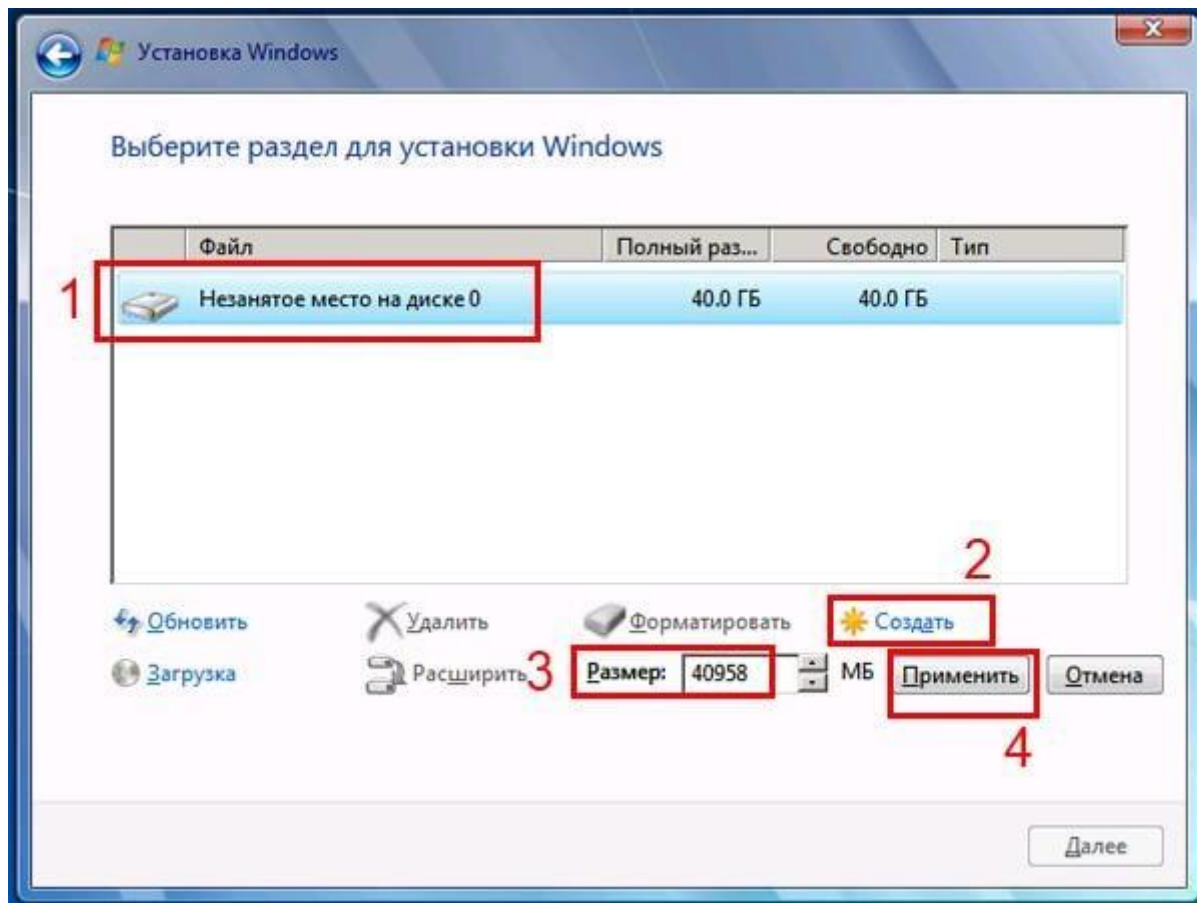 Установка Windows
Выберите раздел для установки Windows
Файл Полный раз... Свободно Тип
1 Незанятое место на диске 0 40.0 ГБ 40.0 ГБ
2
Обновить Удалить Форматировать Создать
Загрузка Расширить 3 Размер: 40958 МБ Применить Отмена
4
Далее